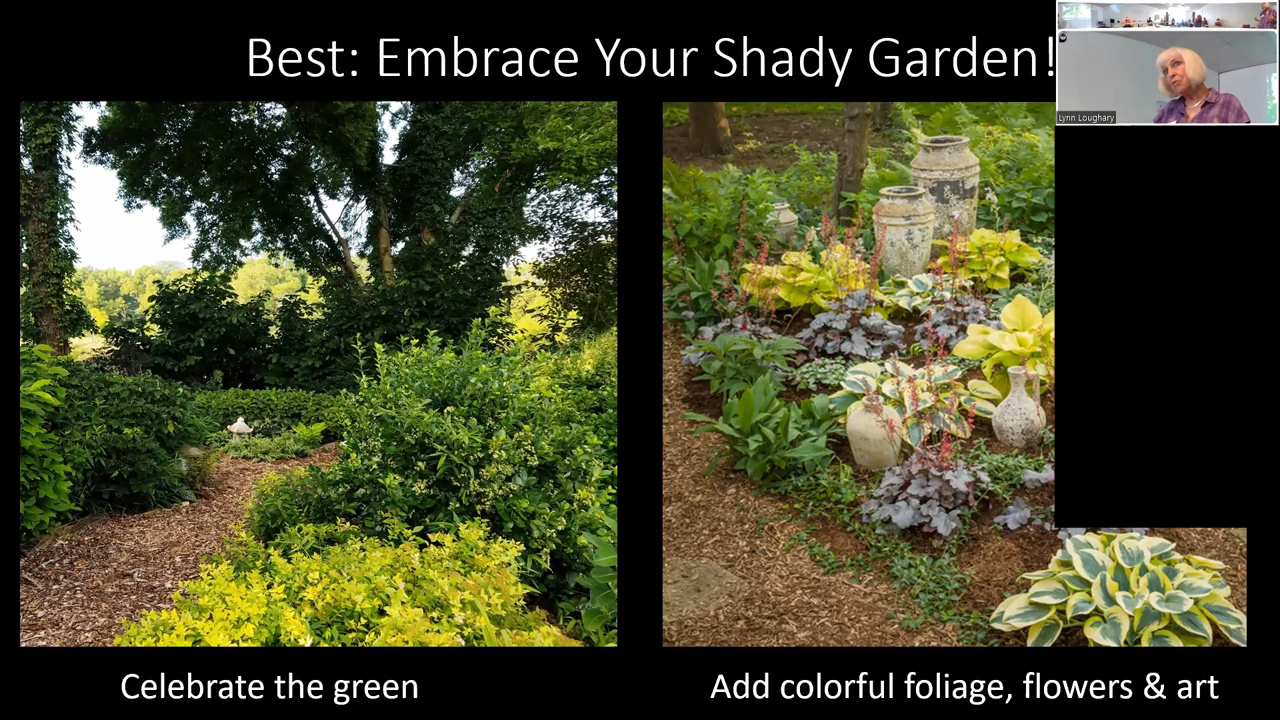 Best: Embrace Your Shady Garden!
Lynn Loughary
Celebrate the green
Add colorful foliage, flowers & art